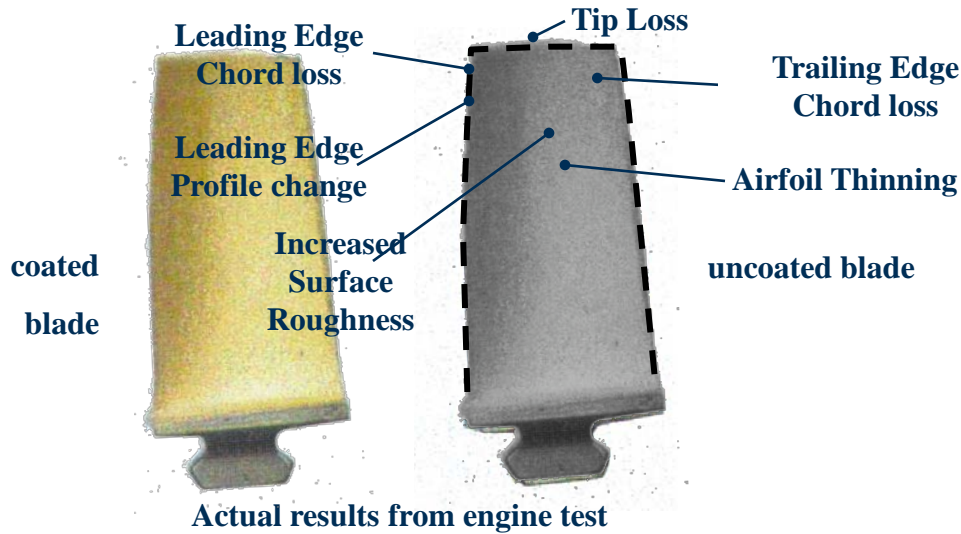 Tip Loss
Leading Edge
Chord loss
Trailing Edge
Chord loss
Leading Edge
Profile change
Airfoil Thinning
Increased
Surface
Roughness
coated
blade
uncoated blade
Actual results from engine test